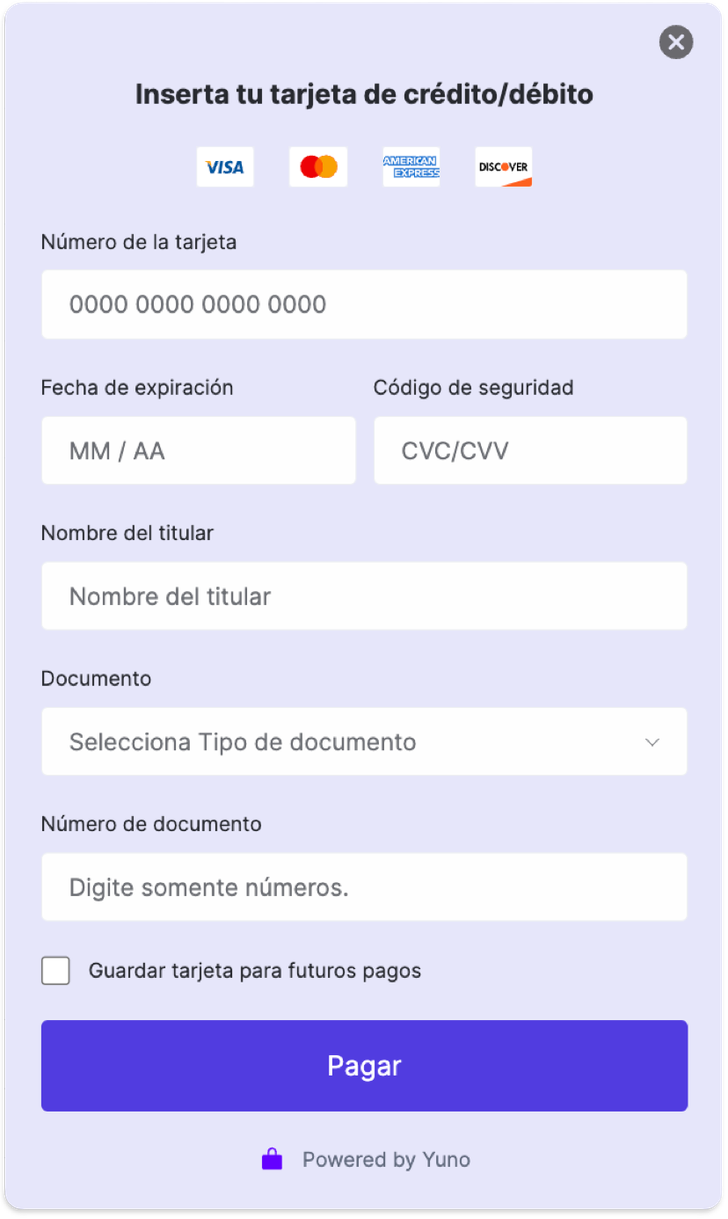 Inserta tu tarjeta de crédito/débito
VISA
AMERICAN
EXPRESS
DISCOVER
Número de la tarjeta
0000 0000 0000 0000
Fecha de expiración
Código de seguridad
MM / AA
CVC/CVV
Nombre del titular
Nombre del titular
Documento
Selecciona Tipo de documento
Número de documento
Digite somente números.
Guardar tarjeta para futuros pagos
Pagar
Powered by Yuno